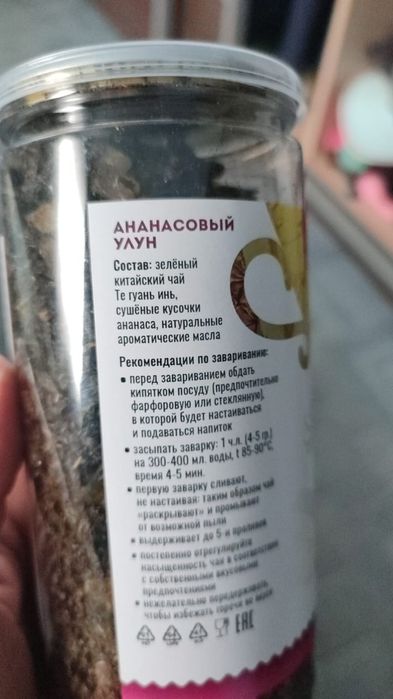 АНАНАСОВЫЙ
УЛУН
Состав: зелёный
китайский чай
Те гуань инь,
сушёные кусочки
ананаса, натуральные
ароматические масла
Рекомендации по завариванию:
• перед завариванием обдать
кипятком посуду (предпочтительно
фарфоровую или стеклянную),
в которой будет настаиваться
и подаваться напиток
• засыпать заварку: 1 ч.л. (4-5 гр.)
на 300-400 мл. воды, t 85-90°C,
время 4-5 мин.
• первую заварку сливают,
не настаивая: таким образом чай
«раскрывают» и промывают
от возможной пыли
• выдерживает до 5-и проливов
• постепенно отрегулируйте
насыщенность чая в соответствии
с собственными вкусовыми
предпочтениями
• нежелательно передерживать
чтобы избежать горечи во вкусе
EAC